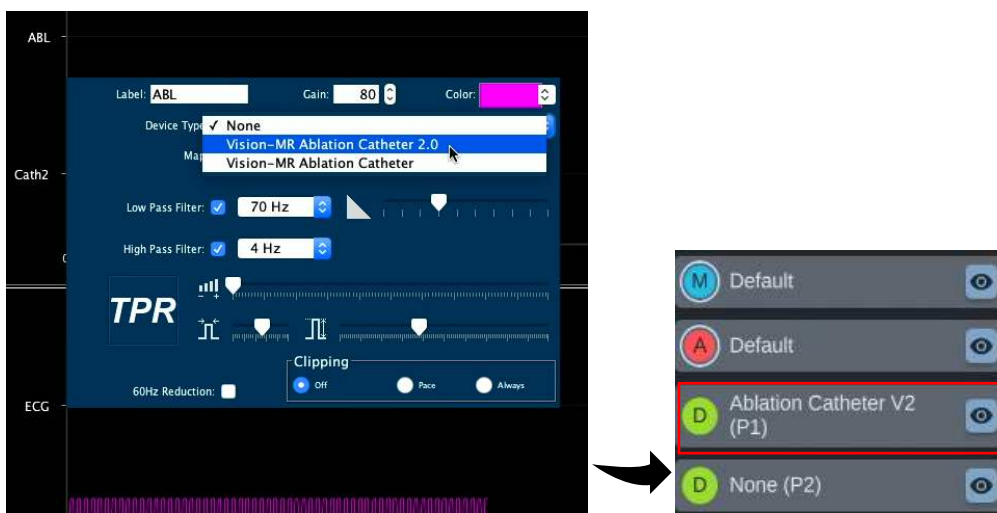 ABL
Label: ABL Gain: 80 Color:
Device Type ✓ None
Vision-MR Ablation Catheter 2.0
Map
Vision-MR Ablation Catheter
Cath2
Low Pass Filter: 70 Hz
High Pass Filter: 4 Hz
TPR
Clipping
Off Pace Always
60Hz Reduction:
ECG
M Default
A Default
D Ablation Catheter V2
(P1)
D None (P2)